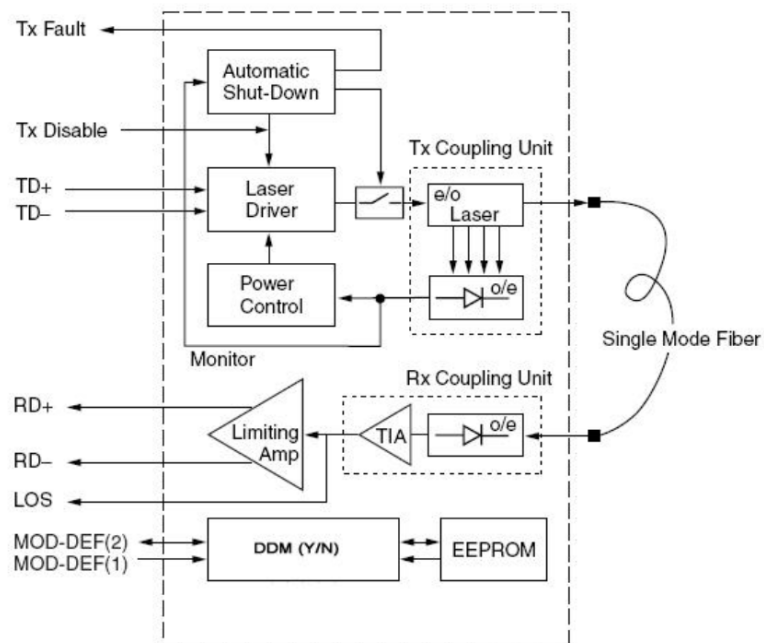 Tx Fault
Automatic
Shut-Down
Tx Disable
Tx Coupling Unit
TD+
TD–
Laser
Driver
e/o
Laser
Power
Control
o/e
Monitor
Single Mode Fiber
Rx Coupling Unit
RD+
RD–
LOS
Limiting
Amp
TIA
o/e
MOD-DEF(2)
MOD-DEF(1)
DDM (Y/N)
EEPROM